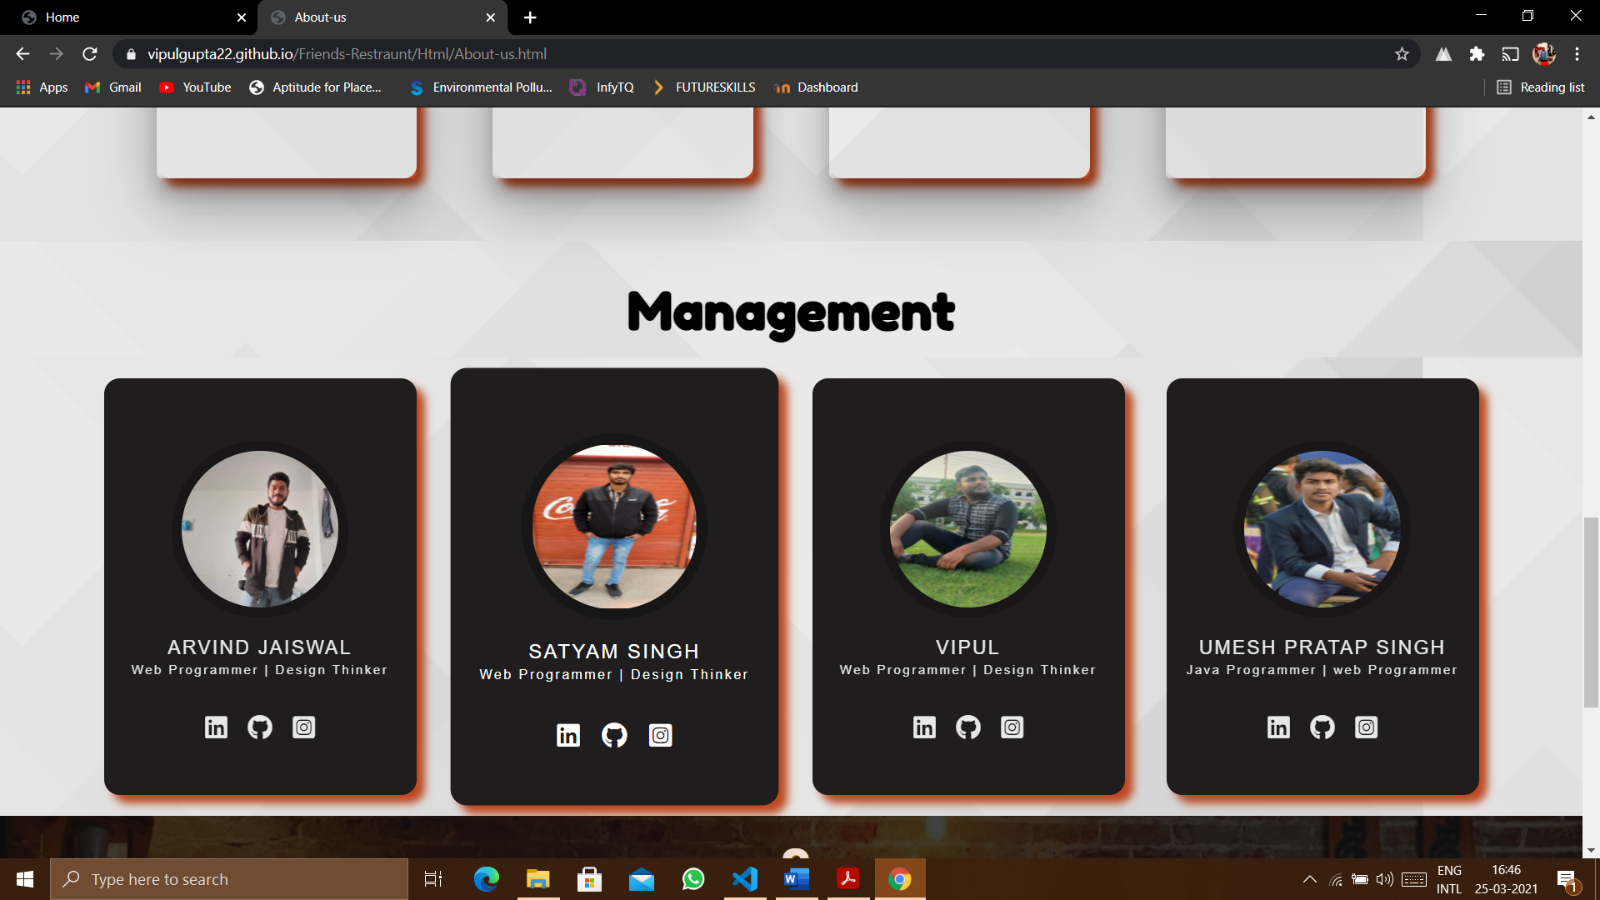 Home
About-us
vipulgupta22.github.io/Friends-Restraunt/Html/About-us.html
Apps
Gmail
YouTube
Aptitude for Place...
Environmental Pollu...
InfyTQ
FUTURESKILLS
Dashboard
Reading list
Management
ARVIND JAISWAL
Web Programmer | Design Thinker
SATYAM SINGH
Web Programmer | Design Thinker
VIPUL
Web Programmer | Design Thinker
UMESH PRATAP SINGH
Java Programmer | web Programmer
Type here to search
ENG
INTL
16:46
25-03-2021
1